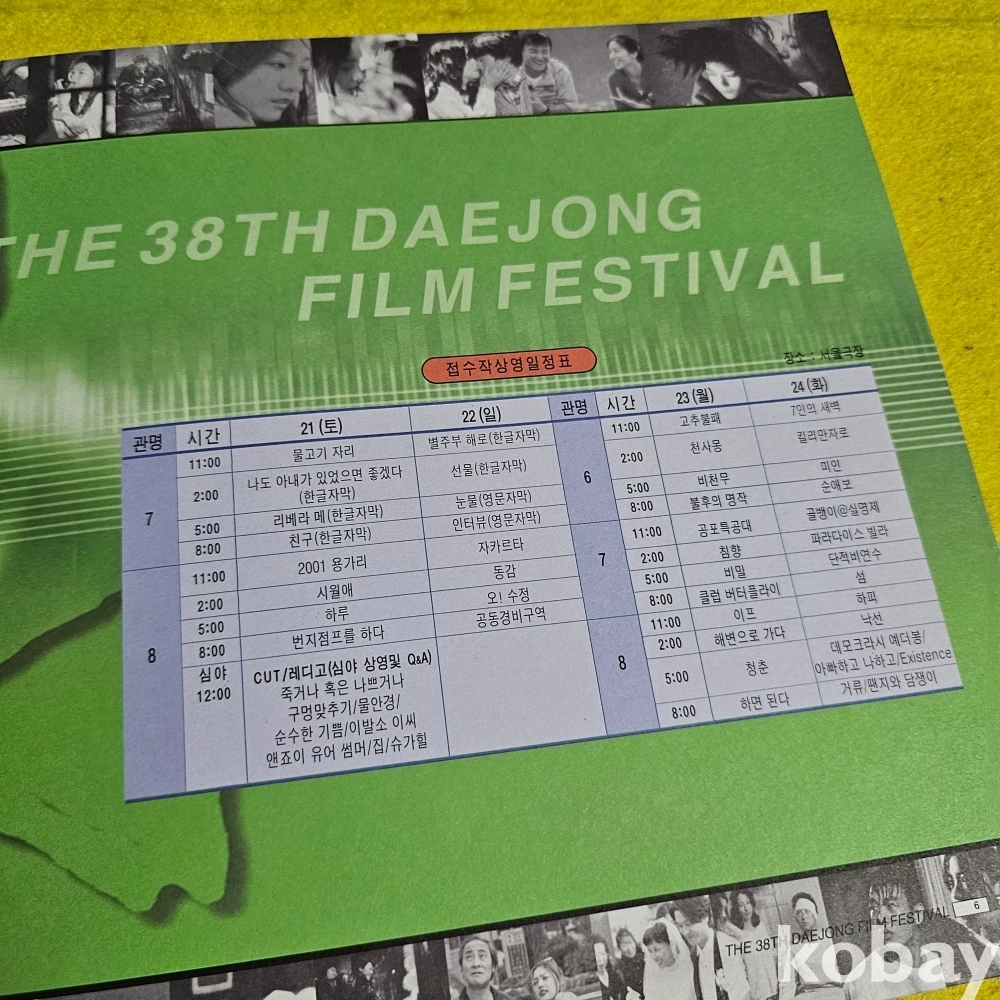 THE 38TH DAEJONG
FILM FESTIVAL
접수작상영일정표
장소 : 서울극장
관명 시간 21 (토) 22 (일)
7
11:00 물고기 자리 별주부 해로(한글자막)
2:00 나도 아내가 있었으면 좋겠다 선물(한글자막)
(한글자막)
5:00 리베라 메(한글자막) 눈물(영문자막)
8:00 친구(한글자막) 인터뷰(영문자막)
8
11:00 2001 용가리 자카르타
2:00 시월애 동감
5:00 하루 오! 수정
8:00 번지점프를 하다 공동경비구역
심야 CUT/레디고(심야 상영및 Q&A)
12:00 죽거나 혹은 나쁘거나
구멍맞추기/물안경/
순수한 기쁨/이발소 이씨
앤죠이 유어 썸머/집/슈가힐
관명 시간 23 (월) 24 (화)
6
11:00 고추불패 7인의 새벽
2:00 천사몽 킬리만자로
5:00 비천무 미인
8:00 불후의 명작 순애보
7
11:00 공포특공대 골뱅이@실명제
2:00 침향 파라다이스 빌라
5:00 비밀 단적비연수
8:00 클럽 버터플라이 섬
8
11:00 이프 하피
2:00 해변으로 가다 낙선
5:00 청춘 데모크라시 예더봉/
아빠하고 나하고/Existence
8:00 하면 된다 거류/팬지와 담쟁이
THE 38TH DAEJONG FILM FESTIVAL 6
kobay